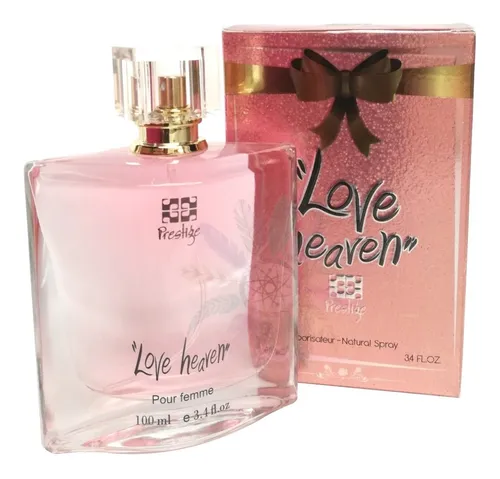 Prestige
"Love heaven"
Pour femme
100 ml e 3.4 fl.oz
"Love
heaven"
Prestige
Vaporisateur - Natural Spray
34 FL.OZ